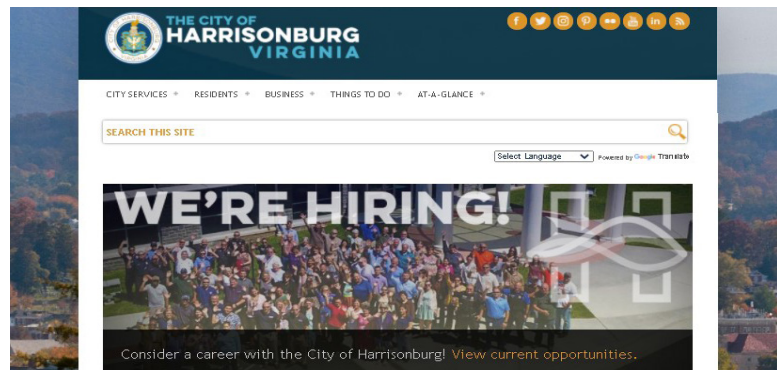 THE CITY OF
HARRISONBURG
VIRGINIA
CITY SERVICES RESIDENTS BUSINESS THINGS TO DO AT-A-GLANCE
SEARCH THIS SITE
Select Language Powered by Google Translate
WE'RE HIRING!
Consider a career with the City of Harrisonburg! View current opportunities.